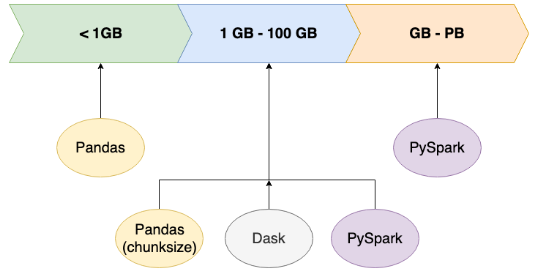 < 1GB
1 GB - 100 GB
GB - PB
Pandas
PySpark
Pandas
(chunksize)
Dask
PySpark